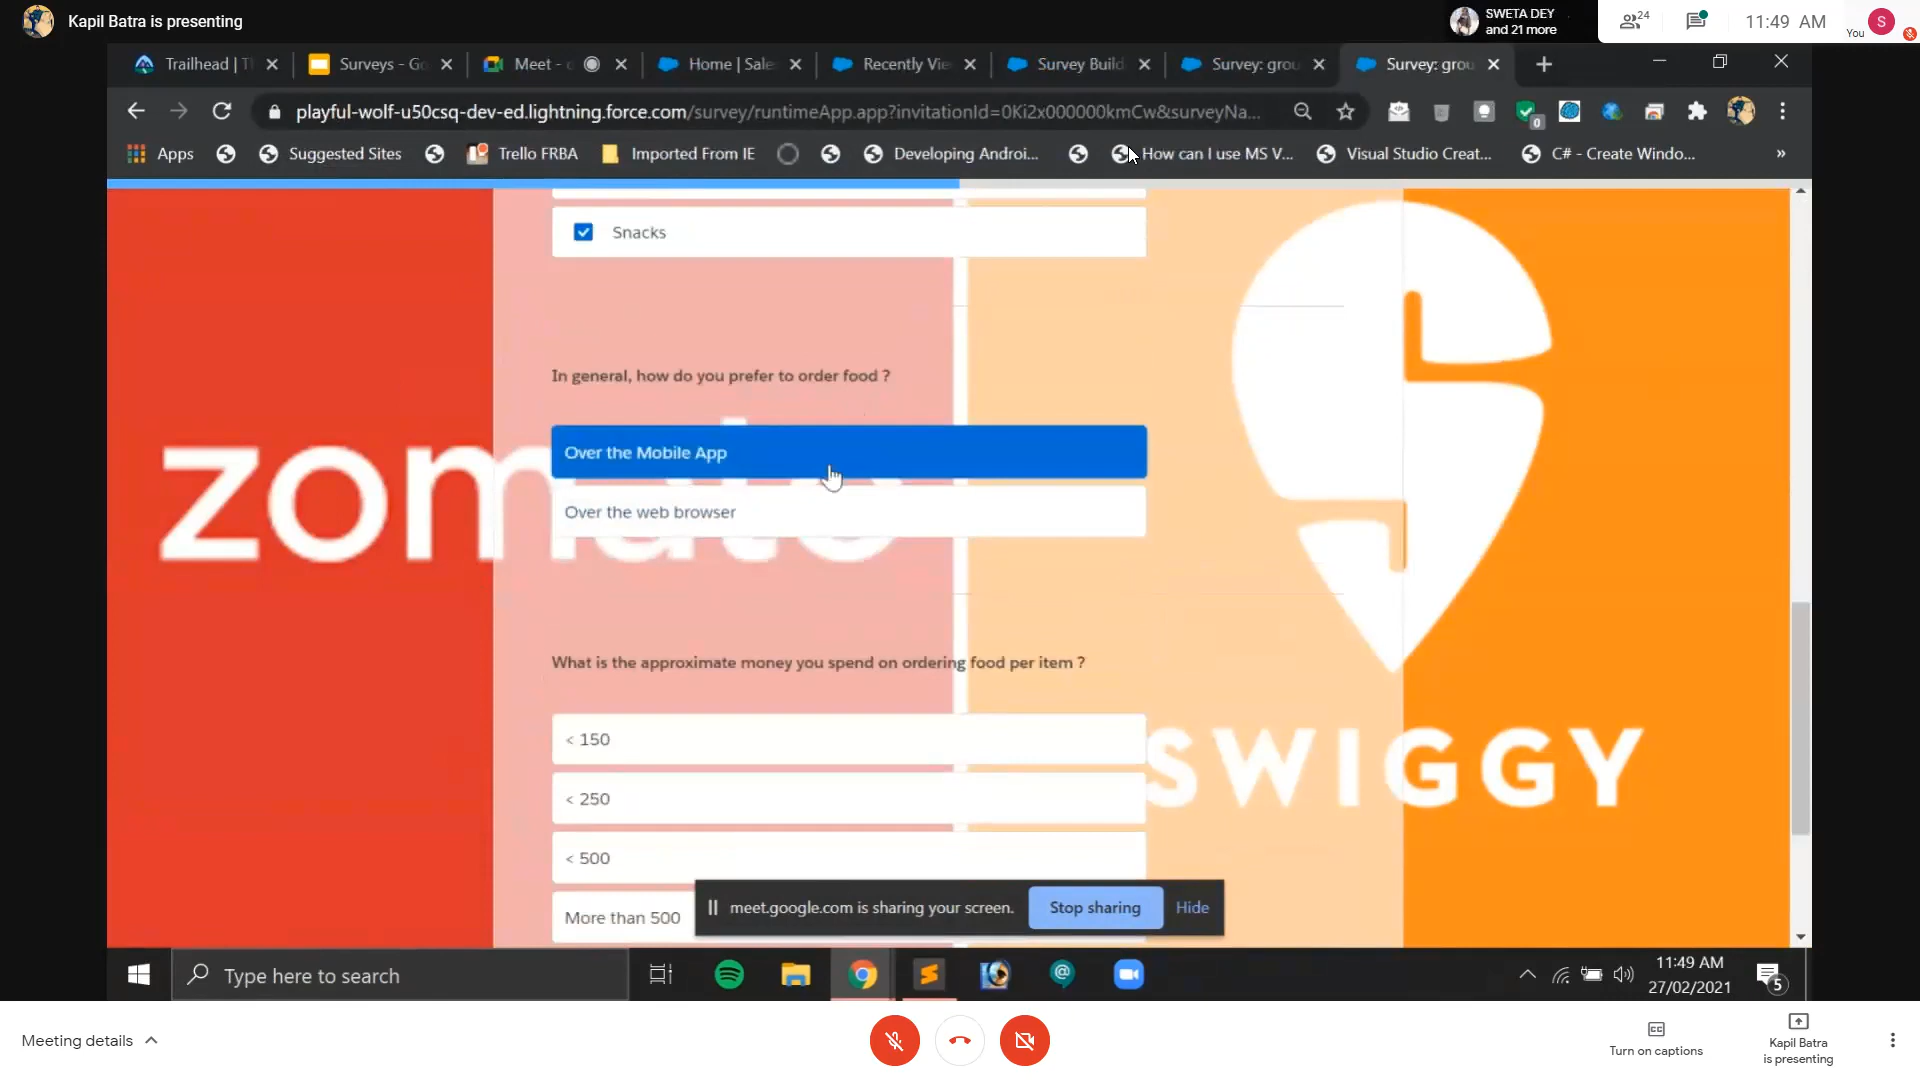 Kapil Batra is presenting
SWETA DEY
and 21 more
24
11:49 AM
You
S
Trailhead | T
Surveys - Go
Meet -
Home | Sale
Recently Vie
Survey Build
Survey: grou
Survey: grou
playful-wolf-u50csq-dev-ed.lightning.force.com/survey/runtimeApp.app?invitationId=0Ki2x000000kmCw&surveyNa...
0
Apps
Suggested Sites
Trello FRBA
Imported From IE
Developing Androi...
How can I use MS V...
Visual Studio Creat...
C# - Create Windo...
»
Snacks
In general, how do you prefer to order food ?
Over the Mobile App
Over the web browser
zomato
What is the approximate money you spend on ordering food per item ?
< 150
< 250
< 500
More than 500
SWIGGY
meet.google.com is sharing your screen.
Stop sharing
Hide
Type here to search
11:49 AM
27/02/2021
5
Meeting details
Turn on captions
Kapil Batra
is presenting